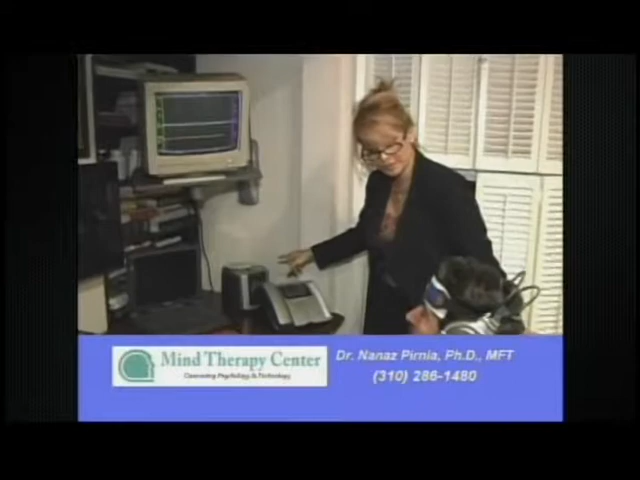 Mind Therapy Center
Connecting Psychology & Technology
Dr. Nanaz Pirnia, Ph.D., MFT
(310) 286-1480